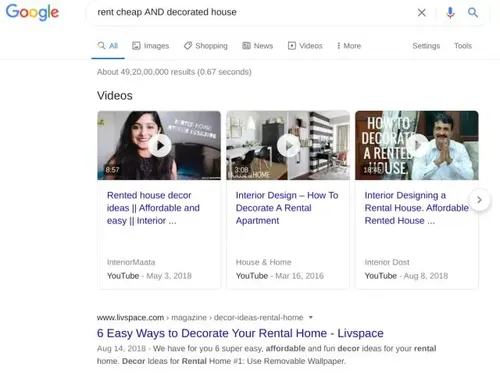 Google
rent cheap AND decorated house
All
Images
Shopping
News
Videos
More
Settings
Tools
About 49,20,00,000 results (0.67 seconds)
Videos
RENTED HOUSE
INTERIOR DESIGN
8:57
3:08
HOUSE & HOME
HOW TO
DECORATE
A RENTED
HOUSE.
Rented house decor
ideas || Affordable and
easy || Interior ...
Interior Design – How To
Decorate A Rental
Apartment
Interior Designing a
Rental House. Affordable
Rented House ...
InteriorMaata
YouTube - May 3, 2018
House & Home
YouTube - Mar 16, 2016
Interior Dost
YouTube - Aug 8, 2018
www.livspace.com › magazine › decor-ideas-rental-home
6 Easy Ways to Decorate Your Rental Home - Livspace
Aug 14, 2018 - We have for you 6 super easy, affordable and fun decor ideas for your rental
home. Decor Ideas for Rental Home #1: Use Removable Wallpaper.